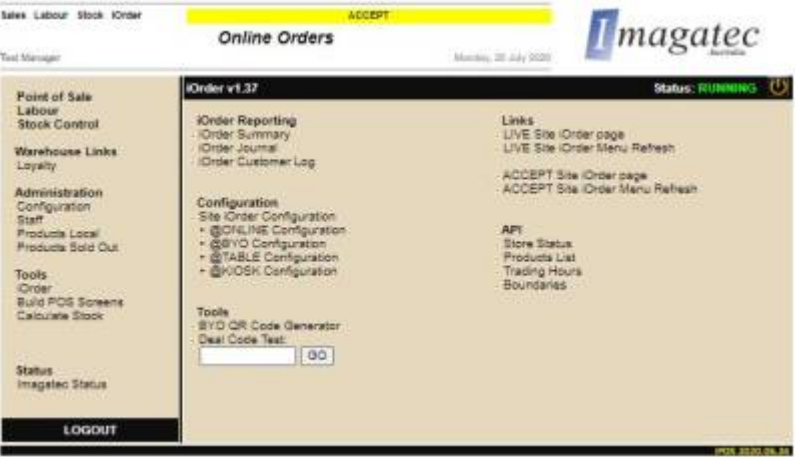 Sales Labour Stock iOrder
ACCEPT
Online Orders
Test Manager
Monday, 20 July 2020
Imagatec
Australia
Point of Sale
Labour
Stock Control
Warehouse Links
Loyalty
Administration
Configuration
Staff
Products Local
Products Sold Out
Tools
iOrder
Build POS Screens
Calculate Stock
Status
Imagatec Status
LOGOUT
iOrder v1.37
Status: RUNNING
iOrder Reporting
iOrder Summary
iOrder Journal
iOrder Customer Log
Configuration
Site iOrder Configuration
+ @ONLINE Configuration
+ @BYO Configuration
+ @TABLE Configuration
+ @KIOSK Configuration
Tools
BYO QR Code Generator
Deal Code Test:
GO
Links
LIVE Site iOrder page
LIVE Site iOrder Menu Refresh
ACCEPT Site iOrder page
ACCEPT Site iOrder Menu Refresh
API
Store Status
Products List
Trading Hours
Boundaries